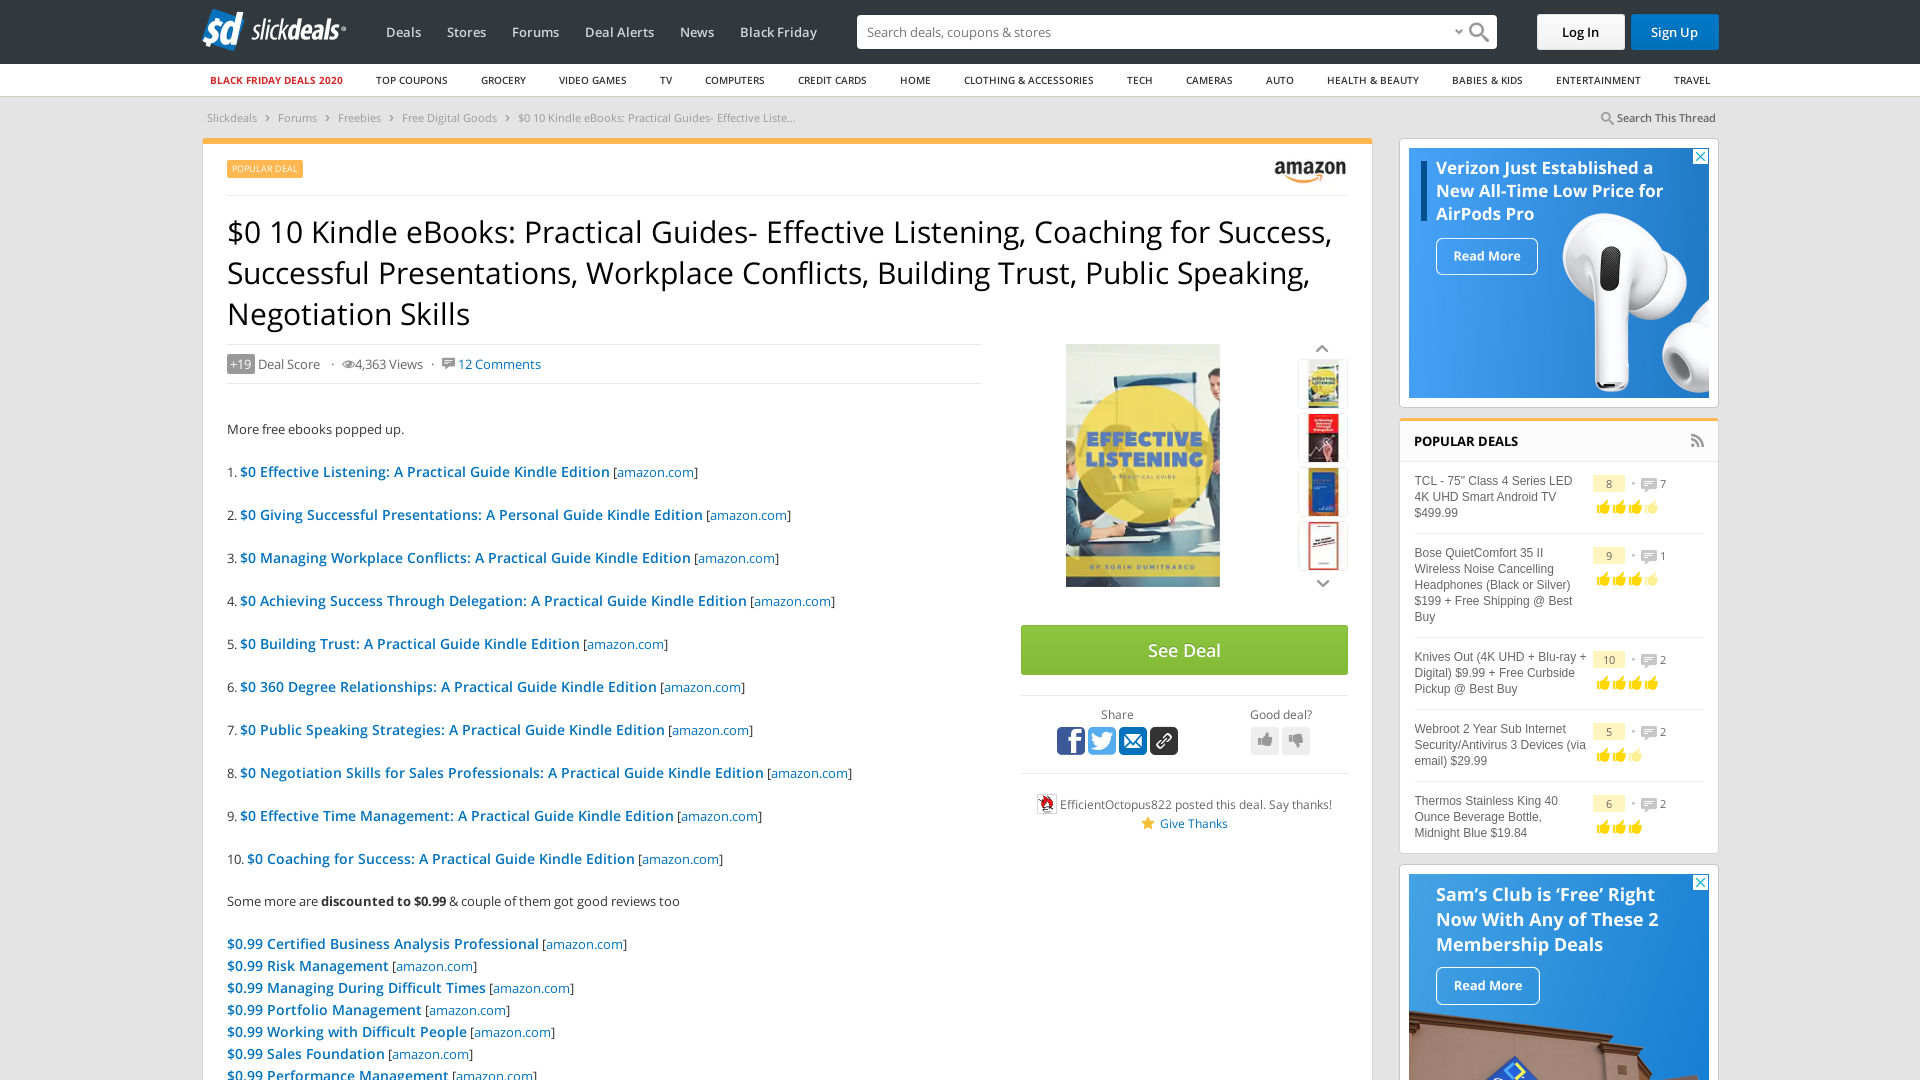 slickdeals
Deals Stores Forums Deal Alerts News Black Friday
Search deals, coupons & shopping
Log In
Sign Up
BLACK FRIDAY DEALS 2020 TOP COUPONS GROCERY VIDEO GAMES TV COMPUTERS CREDIT CARDS HOME CLOTHING & ACCESSORIES TECH CAMERAS AUTO HEALTH & BEAUTY BABIES & KIDS ENTERTAINMENT TRAVEL
Slickdeals > Forums > Freebies > Free Digital Goods > $0 10 Kindle eBooks: Practical Guides- Effective Liste...
Search This Thread
POPULAR DEAL
amazon
$0 10 Kindle eBooks: Practical Guides- Effective Listening, Coaching for Success,
Successful Presentations, Workplace Conflicts, Building Trust, Public Speaking,
Negotiation Skills
+19 Deal Score · 4,363 Views · 12 Comments
More free ebooks popped up.
1. $0 Effective Listening: A Practical Guide Kindle Edition [amazon.com]
2. $0 Giving Successful Presentations: A Personal Guide Kindle Edition [amazon.com]
3. $0 Managing Workplace Conflicts: A Practical Guide Kindle Edition [amazon.com]
4. $0 Achieving Success Through Delegation: A Practical Guide Kindle Edition [amazon.com]
5. $0 Building Trust: A Practical Guide Kindle Edition [amazon.com]
6. $0 360 Degree Relationships: A Practical Guide Kindle Edition [amazon.com]
7. $0 Public Speaking Strategies: A Practical Guide Kindle Edition [amazon.com]
8. $0 Negotiation Skills for Sales Professionals: A Practical Guide Kindle Edition [amazon.com]
9. $0 Effective Time Management: A Practical Guide Kindle Edition [amazon.com]
10. $0 Coaching for Success: A Practical Guide Kindle Edition [amazon.com]
Some more are discounted to $0.99 & couple of them got good reviews too
$0.99 Certified Business Analysis Professional [amazon.com]
$0.99 Risk Management [amazon.com]
$0.99 Managing During Difficult Times [amazon.com]
$0.99 Portfolio Management [amazon.com]
$0.99 Working with Difficult People [amazon.com]
$0.99 Sales Foundation [amazon.com]
$0.99 Performance Management [amazon.com]
EFFECTIVE
LISTENING
A PRACTICAL GUIDE
BY SORIN DUMITRASCU
See Deal
Share
Good deal?
EfficientOctopus822 posted this deal. Say thanks!
Give Thanks
Verizon Just Established a
New All-Time Low Price for
AirPods Pro
Read More
POPULAR DEALS
TCL - 75" Class 4 Series LED
4K UHD Smart Android TV
$499.99
8 · 7
Bose QuietComfort 35 II
Wireless Noise Cancelling
Headphones (Black or Silver)
$199 + Free Shipping @ Best
Buy
9 · 1
Knives Out (4K UHD + Blu-ray +
Digital) $9.99 + Free Curbside
Pickup @ Best Buy
10 · 2
Webroot 2 Year Sub Internet
Security/Antivirus 3 Devices (via
email) $29.99
5 · 2
Thermos Stainless King 40
Ounce Beverage Bottle,
Midnight Blue $19.84
6 · 2
Sam's Club is 'Free' Right
Now With Any of These 2
Membership Deals
Read More